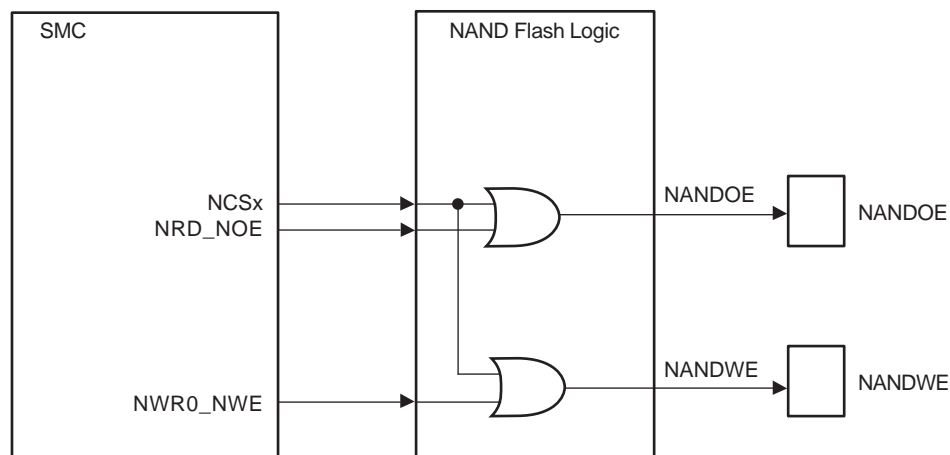 SMC
NAND Flash Logic
NCSx
NRD_NOE
NANDOE
NANDOE
NANDWE
NANDWE
NWR0_NWE